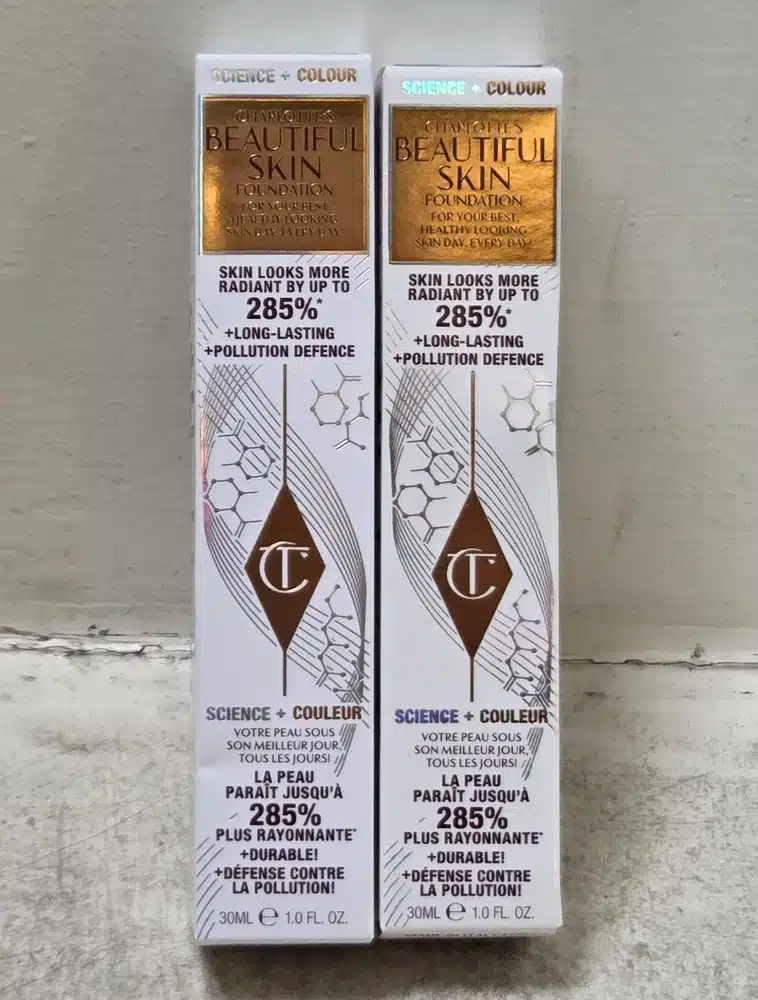 SCIENCE + COLOUR
CHARLOTTE'S
BEAUTIFUL
SKIN
FOUNDATION
FOR YOUR BEST,
HEALTHY LOOKING
SKIN DAY, EVERY DAY!
SKIN LOOKS MORE
RADIANT BY UP TO
285%*
+LONG-LASTING
+POLLUTION DEFENCE
CT
SCIENCE + COULEUR
VOTRE PEAU SOUS
SON MEILLEUR JOUR,
TOUS LES JOURS!
LA PEAU
PARAÎT JUSQU'À
285%
PLUS RAYONNANTE*
+DURABLE!
+DÉFENSE CONTRE
LA POLLUTION!
30ML e 1.0 FL. OZ.
SCIENCE + COLOUR
CHARLOTTE'S
BEAUTIFUL
SKIN
FOUNDATION
FOR YOUR BEST,
HEALTHY LOOKING
SKIN DAY, EVERY DAY!
SKIN LOOKS MORE
RADIANT BY UP TO
285%*
+LONG-LASTING
+POLLUTION DEFENCE
CT
SCIENCE + COULEUR
VOTRE PEAU SOUS
SON MEILLEUR JOUR,
TOUS LES JOURS!
LA PEAU
PARAÎT JUSQU'À
285%
PLUS RAYONNANTE*
+DURABLE!
+DÉFENSE CONTRE
LA POLLUTION!
30ML e 1.0 FL. OZ.